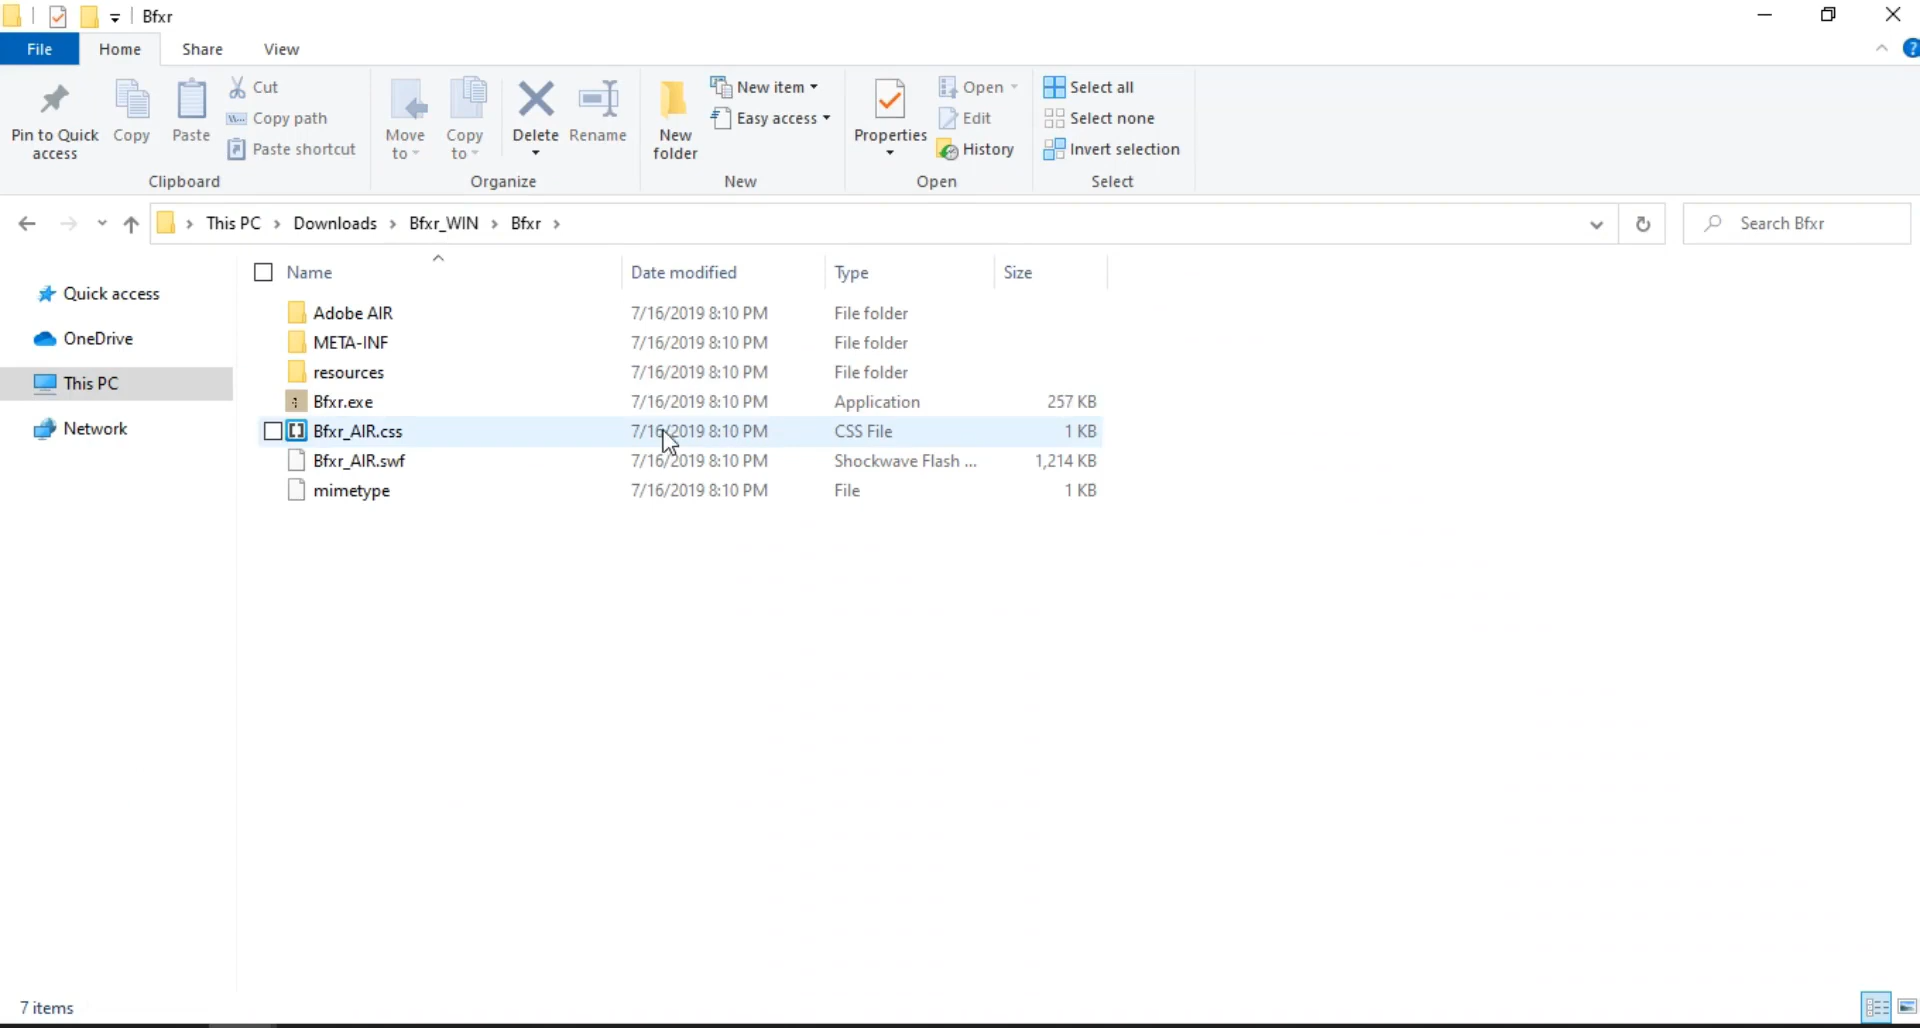 Bfxr
File Home Share View
Pin to Quick access
Copy
Paste
Cut
Copy path
Paste shortcut
Clipboard
Move to
Copy to
Delete
Rename
Organize
New folder
New item
Easy access
New
Properties
Open
Edit
History
Open
Select all
Select none
Invert selection
Select
This PC > Downloads > Bfxr_WIN > Bfxr >
Search Bfxr
Quick access
OneDrive
This PC
Network
Name Date modified Type Size
Adobe AIR 7/16/2019 8:10 PM File folder
META-INF 7/16/2019 8:10 PM File folder
resources 7/16/2019 8:10 PM File folder
Bfxr.exe 7/16/2019 8:10 PM Application 257 KB
Bfxr_AIR.css 7/16/2019 8:10 PM CSS File 1 KB
Bfxr_AIR.swf 7/16/2019 8:10 PM Shockwave Flash ... 1,214 KB
mimetype 7/16/2019 8:10 PM File 1 KB
7 items